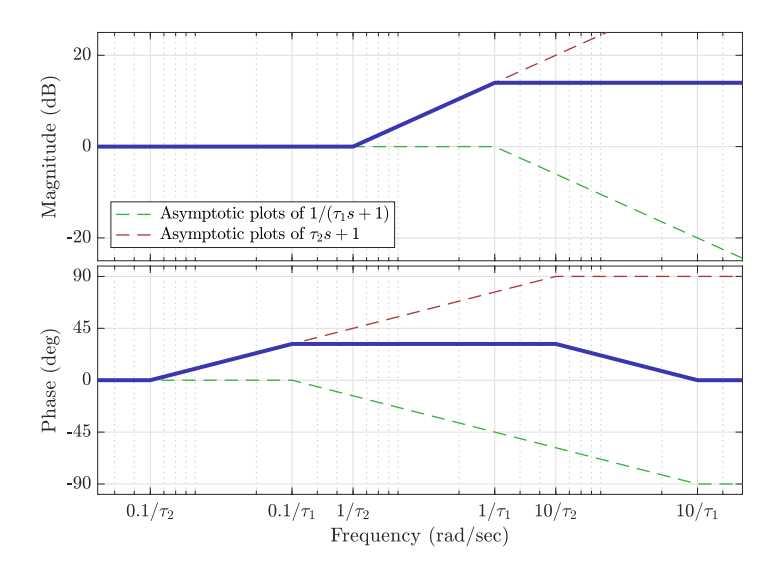 20
0
-20
Magnitude (dB)
Asymptotic plots of 1/(τ₁s + 1)
Asymptotic plots of τ₂s + 1
90
45
0
-45
-90
Phase (deg)
0.1/τ₂ 0.1/τ₁ 1/τ₂ 1/τ₁ 10/τ₂ 10/τ₁
Frequency (rad/sec)